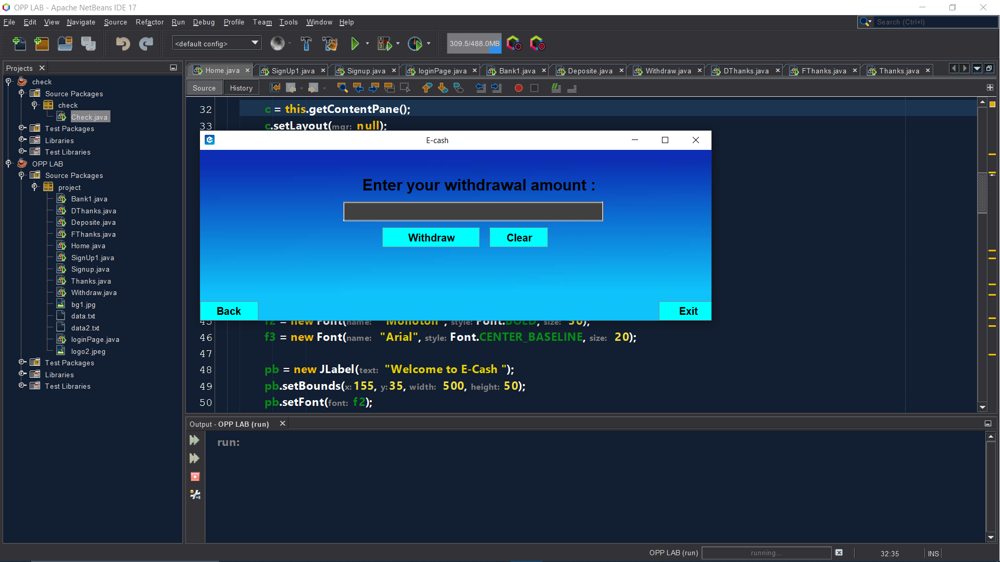 OPP LAB - Apache NetBeans IDE 17
File Edit View Navigate Source Refactor Run Debug Profile Team Tools Window Help
Search (Ctrl+I)
<default config>
309.5/488.0MB
Projects
Home.java SignUp1.java Signup.java loginPage.java Bank1.java Deposite.java Withdraw.java DThanks.java FThanks.java Thanks.java
Source History
check
Source Packages
check
Check.java
Test Packages
Libraries
Test Libraries
OPP LAB
Source Packages
project
Bank1.java
DThanks.java
Deposite.java
FThanks.java
Home.java
SignUp1.java
Signup.java
Thanks.java
Withdraw.java
bg1.jpg
data.txt
data2.txt
loginPage.java
logo2.jpeg
Test Packages
Libraries
Test Libraries
32 c = this.getContentPane();
33 c.setLayout(mgr: null);
E-cash
Enter your withdrawal amount :
Withdraw Clear
Back Exit
45 f2 = new Font(name: "Monoton", style: Font.BOLD, size: 50);
46 f3 = new Font(name: "Arial", style: Font.CENTER_BASELINE, size: 20);
47
48 pb = new JLabel(text: "Welcome to E-Cash ");
49 pb.setBounds(x: 155, y: 35, width: 500, height: 50);
50 pb.setFont(font: f2);
Output - OPP LAB (run)
run:
OPP LAB (run) running... 32:35 INS